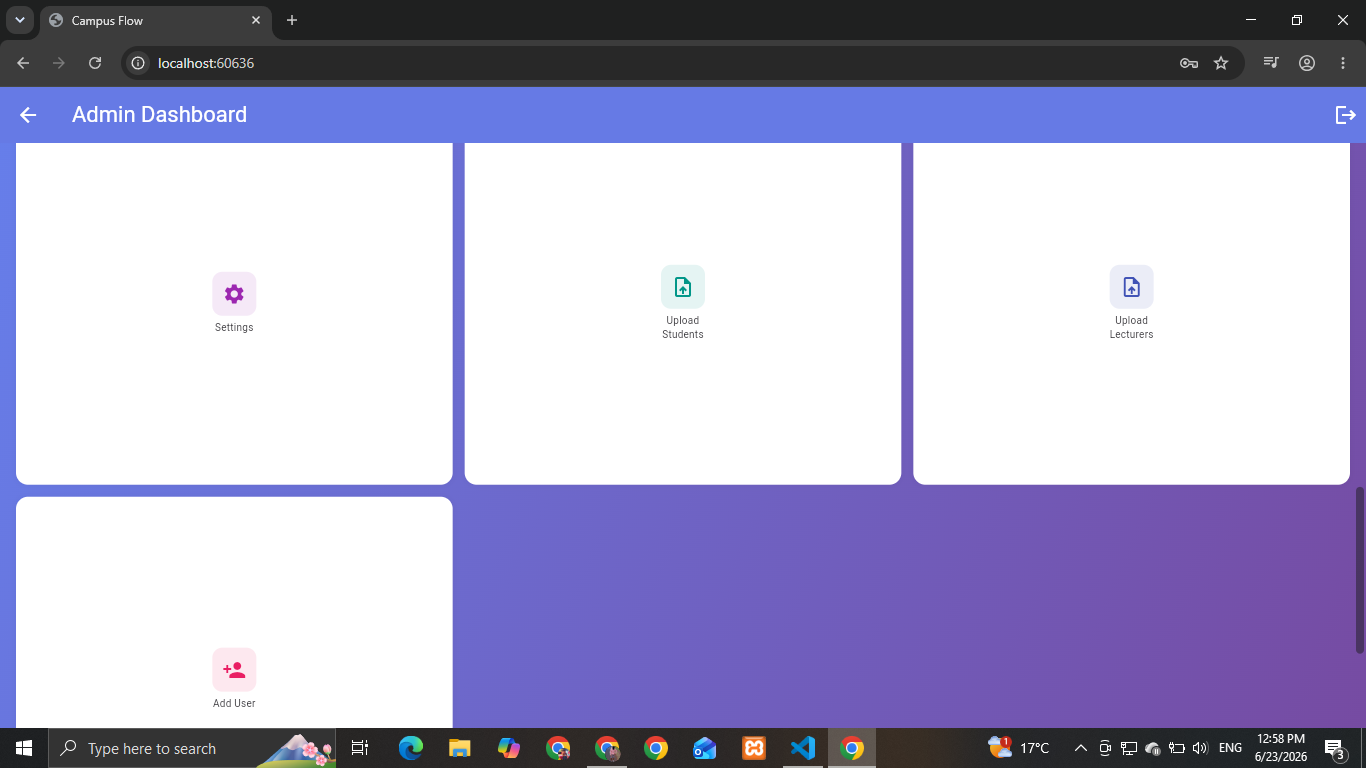 Campus Flow
localhost:60636
Admin Dashboard
Settings
Upload
Students
Upload
Lecturers
Add User
Type here to search
1
17°C
ENG
12:58 PM
6/23/2026
3